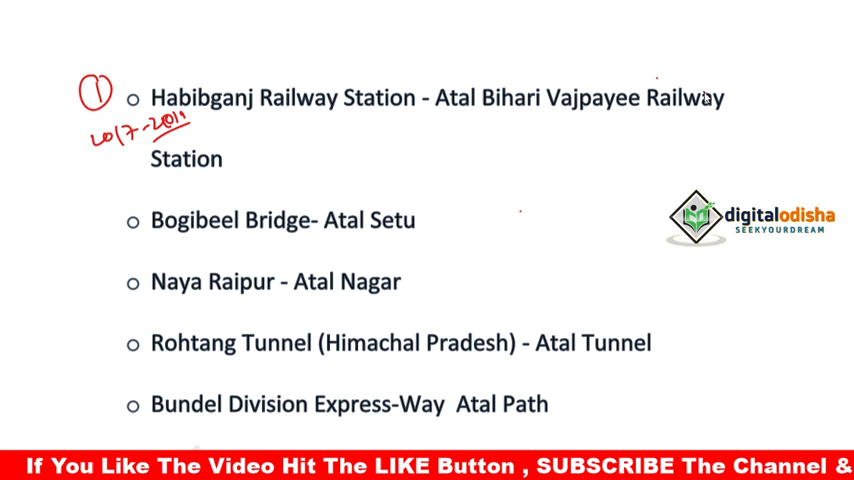 ① Habibganj Railway Station - Atal Bihari Vajpayee Railway
2017-2011
Station
Bogibeel Bridge- Atal Setu
digitalodisha
SEEKYOURDREAM
Naya Raipur - Atal Nagar
Rohtang Tunnel (Himachal Pradesh) - Atal Tunnel
Bundel Division Express-Way Atal Path
If You Like The Video Hit The LIKE Button , SUBSCRIBE The Channel &